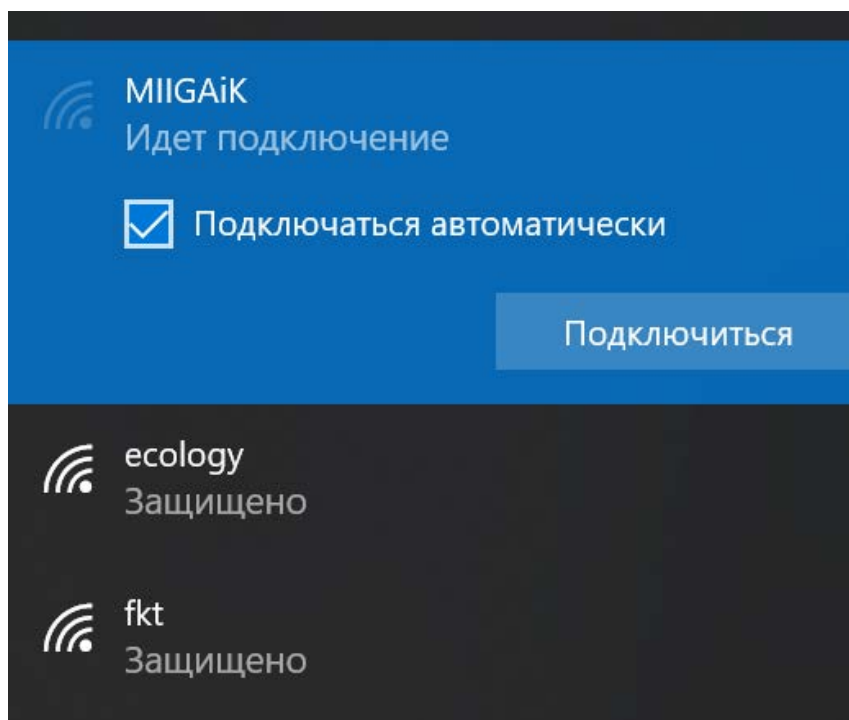 MIIGAiK
Идет подключение
Подключаться автоматически
Подключиться
ecology
Защищено
fkt
Защищено